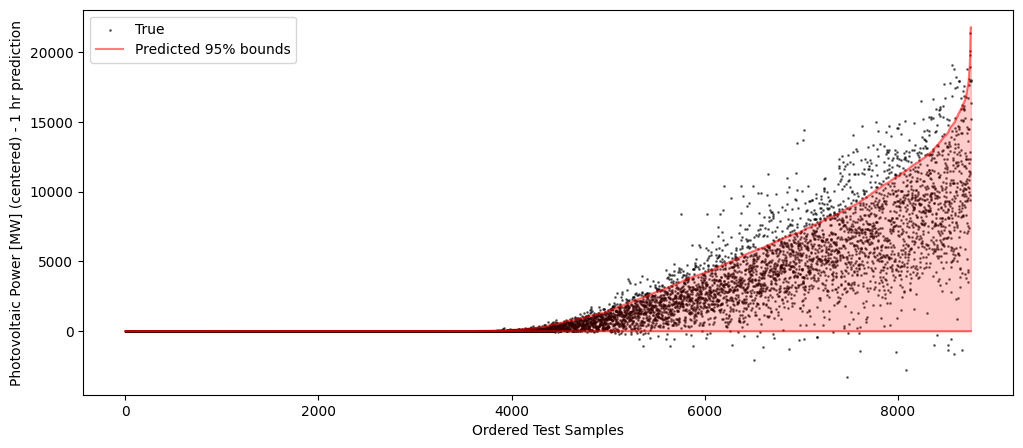 True
Predicted 95% bounds
Photovoltaic Power [MW] (centered) - 1 hr prediction
20000
15000
10000
5000
0
0
2000
4000
6000
8000
Ordered Test Samples